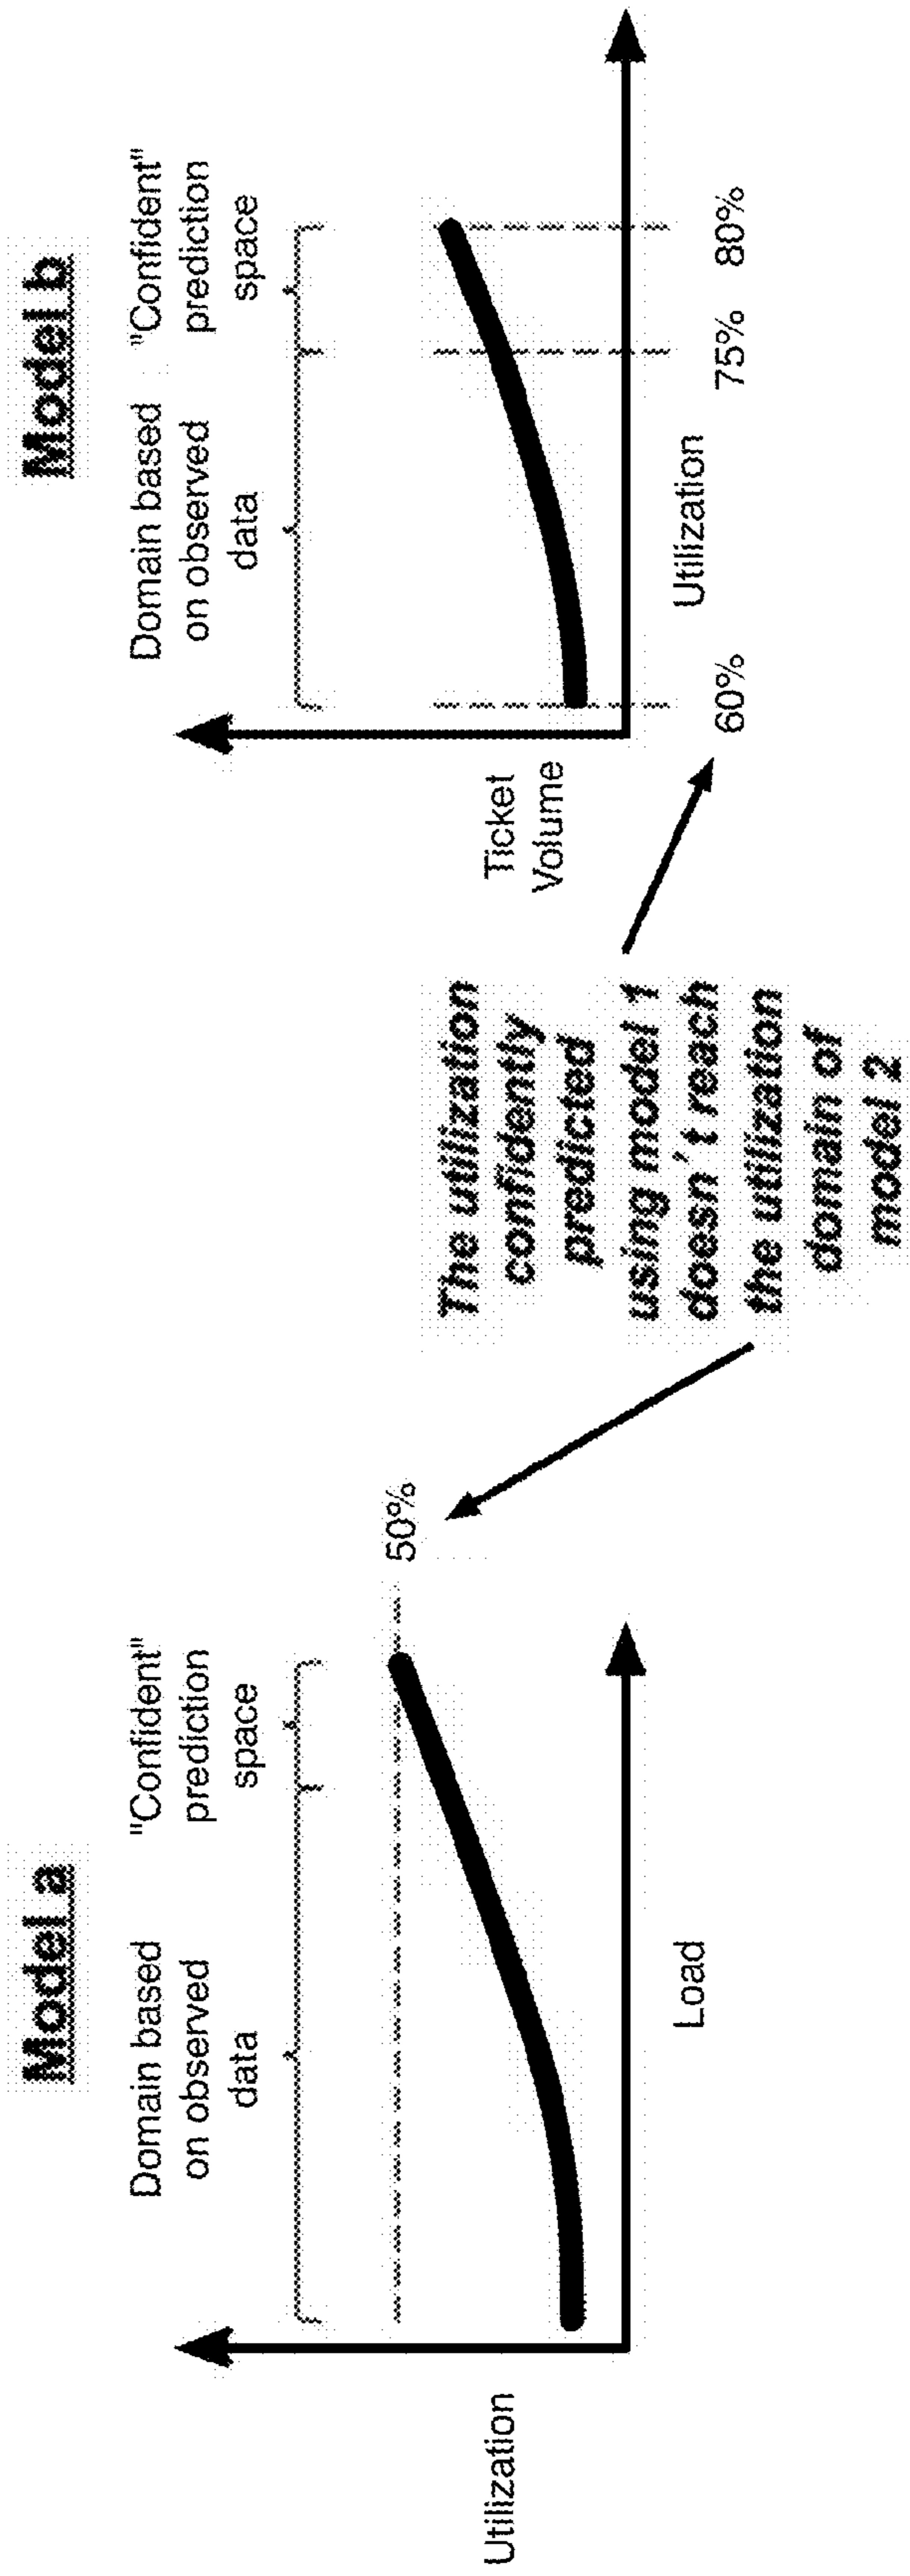 Model a
Domain based
on observed
data
"Confident"
prediction
space
50%
Utilization
Load
The utilization
confidently
predicted
using model 1
doesn't reach
the utilization
domain of
model 2
Model b
Domain based
on observed
data
"Confident"
prediction
space
Ticket
Volume
Utilization
60%
75%
80%